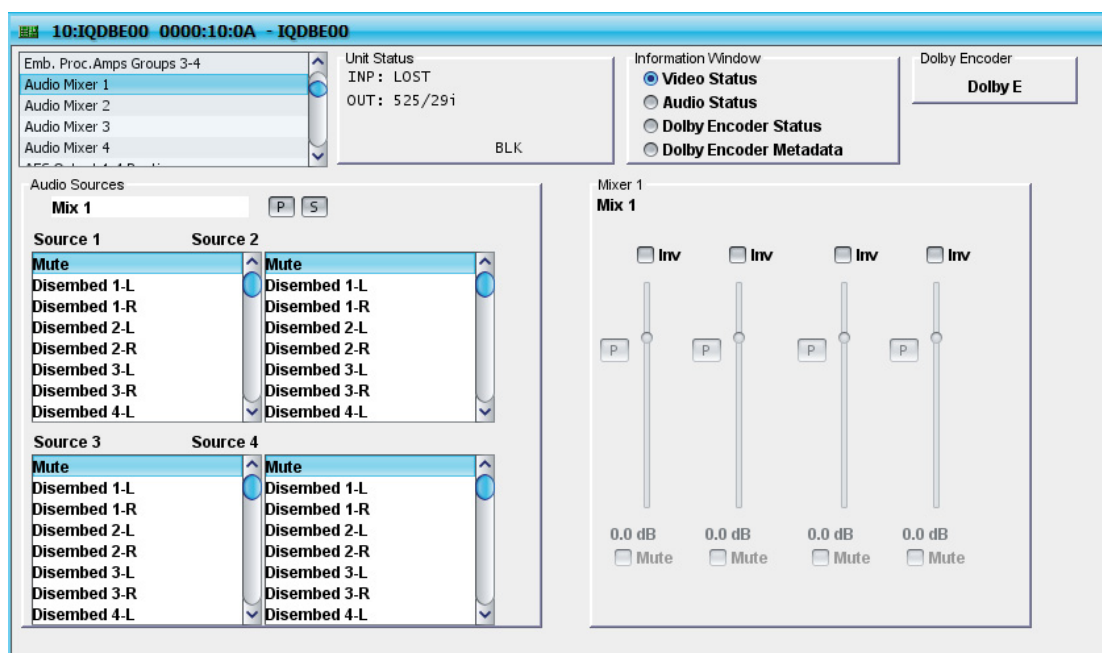 10:IQDBE00 0000:10:0A - IQDBE00
Emb. Proc.Amps Groups 3-4
Audio Mixer 1
Audio Mixer 2
Audio Mixer 3
Audio Mixer 4
Unit Status
INP: LOST
OUT: 525/29i
BLK
Information Window
Video Status
Audio Status
Dolby Encoder Status
Dolby Encoder Metadata
Dolby Encoder
Dolby E
Audio Sources
Mix 1 P S
Source 1 Source 2
Mute Mute
Disembed 1-L Disembed 1-L
Disembed 1-R Disembed 1-R
Disembed 2-L Disembed 2-L
Disembed 2-R Disembed 2-R
Disembed 3-L Disembed 3-L
Disembed 3-R Disembed 3-R
Disembed 4-L Disembed 4-L
Source 3 Source 4
Mute Mute
Disembed 1-L Disembed 1-L
Disembed 1-R Disembed 1-R
Disembed 2-L Disembed 2-L
Disembed 2-R Disembed 2-R
Disembed 3-L Disembed 3-L
Disembed 3-R Disembed 3-R
Disembed 4-L Disembed 4-L
Mixer 1
Mix 1
Inv Inv Inv Inv
P P P P
0.0 dB 0.0 dB 0.0 dB 0.0 dB
Mute Mute Mute Mute